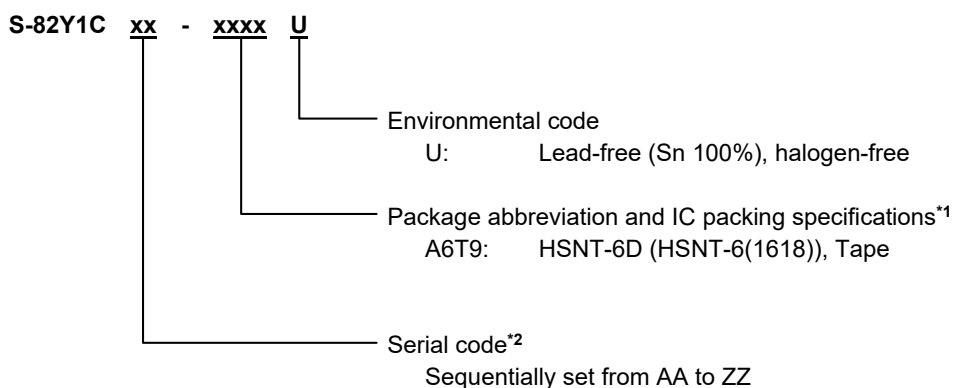 S-82Y1C xx - xxxx U
Environmental code
U: Lead-free (Sn 100%), halogen-free
Package abbreviation and IC packing specifications*1
A6T9: HSNT-6D (HSNT-6(1618)), Tape
Serial code*2
Sequentially set from AA to ZZ